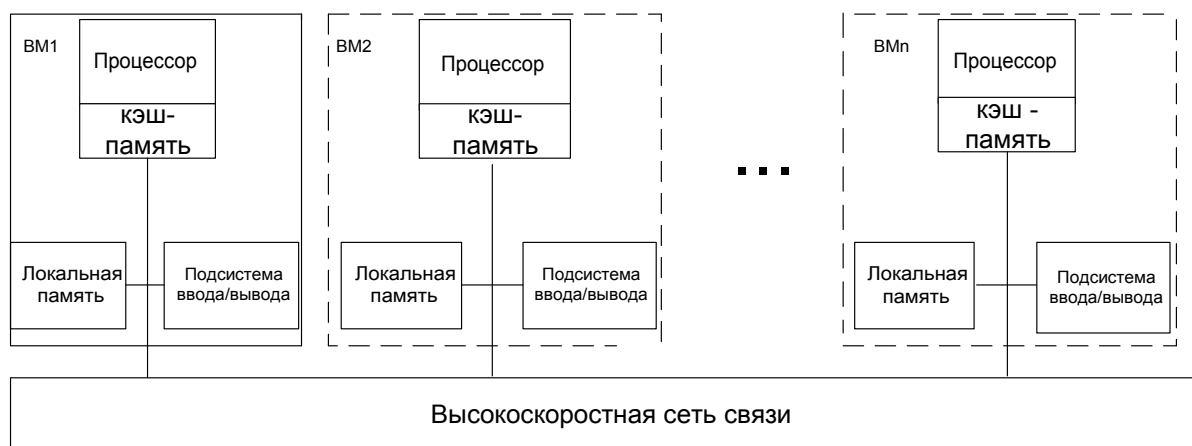 ВМ1
Процессор
кэш-
память
Локальная
память
Подсистема
ввода/вывода
ВМ2
Процессор
кэш-
память
Локальная
память
Подсистема
ввода/вывода
...
ВМn
Процессор
кэш -
память
Локальная
память
Подсистема
ввода/вывода
Высокоскоростная сеть связи